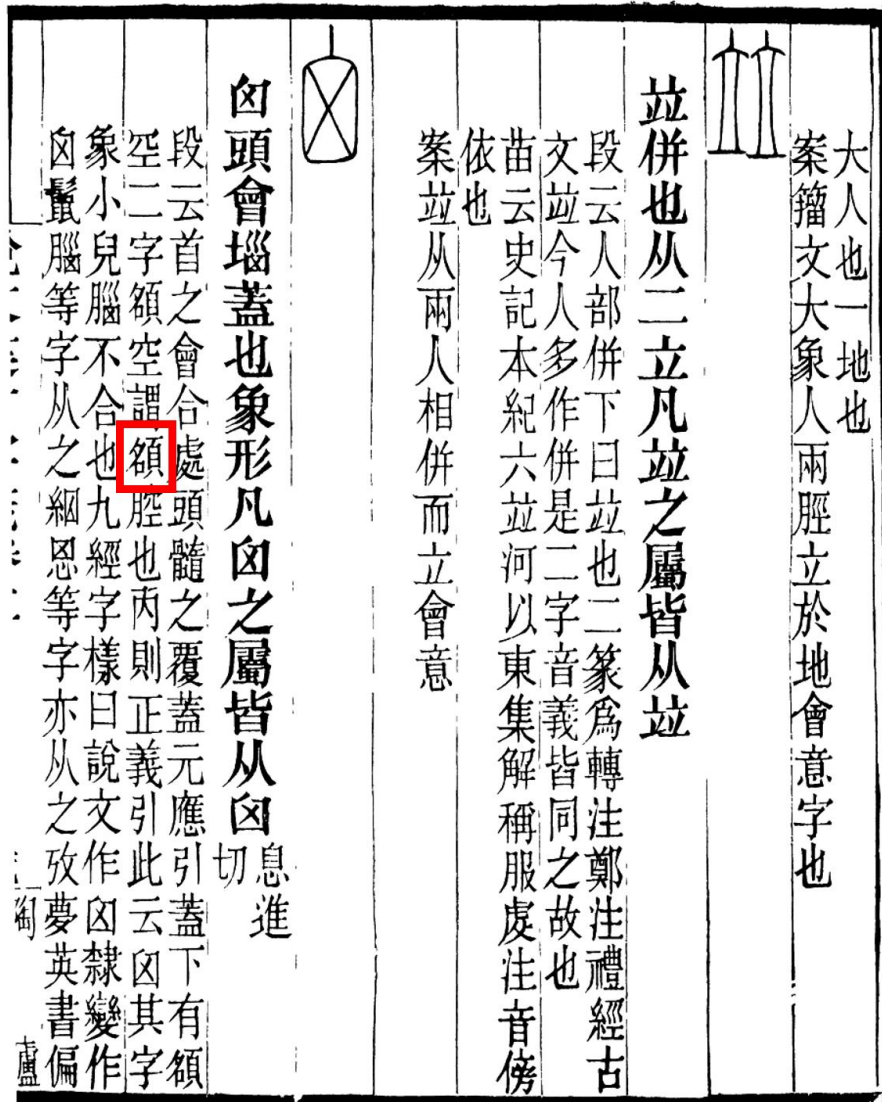 大人也一地也
案籀文大象人兩脛立於地會意字也
竝併也从二立凡竝之屬皆从竝
段云人部併下曰竝也二篆爲轉注鄭注禮經古
文竝今人多作併是二字音義皆同之故也
苗云史記本紀六竝河以東集解稱服虔注音傍
依也
案竝从兩人相併而立會意
囟頭會堖蓋也象形凡囟之屬皆从囟
息進
切
段云首之會合處頭髓之覆蓋元應引蓋下有頟
空二字頟空謂頟腔也内則正義引此云囟其字
象小兒腦不合也九經字樣曰說文作囟隸變作
囟鬛腦等字从之細思等字亦从之攷夢英書偏